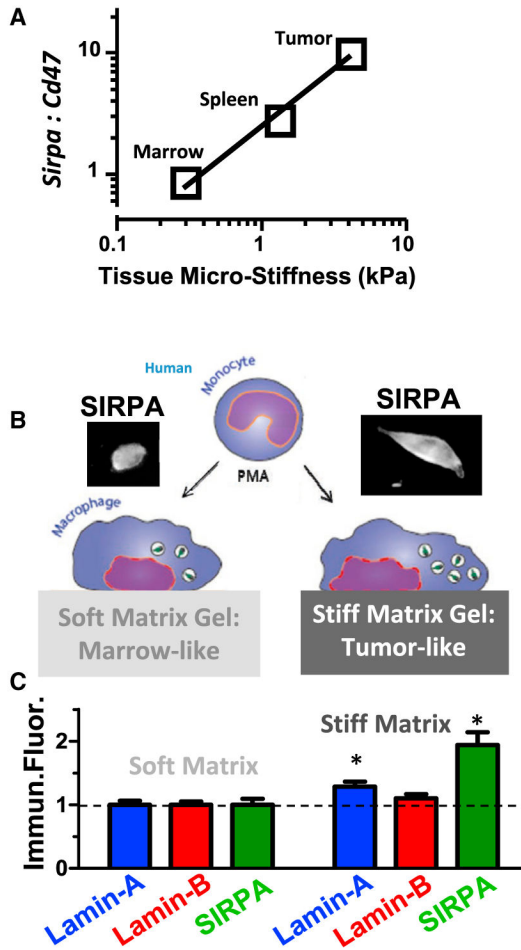 A
Sirpa : Cd47
10
1
Tumor
Spleen
Marrow
0.1
1
10
Tissue Micro-Stiffness (kPa)
B
Human
Monocyte
SIRPA
SIRPA
PMA
Macrophage
Soft Matrix Gel:
Marrow-like
Stiff Matrix Gel:
Tumor-like
C
Immun.Fluor.
2
1
0
Soft Matrix
Stiff Matrix
*
*
Lamin-A
Lamin-B
SIRPA
Lamin-A
Lamin-B
SIRPA